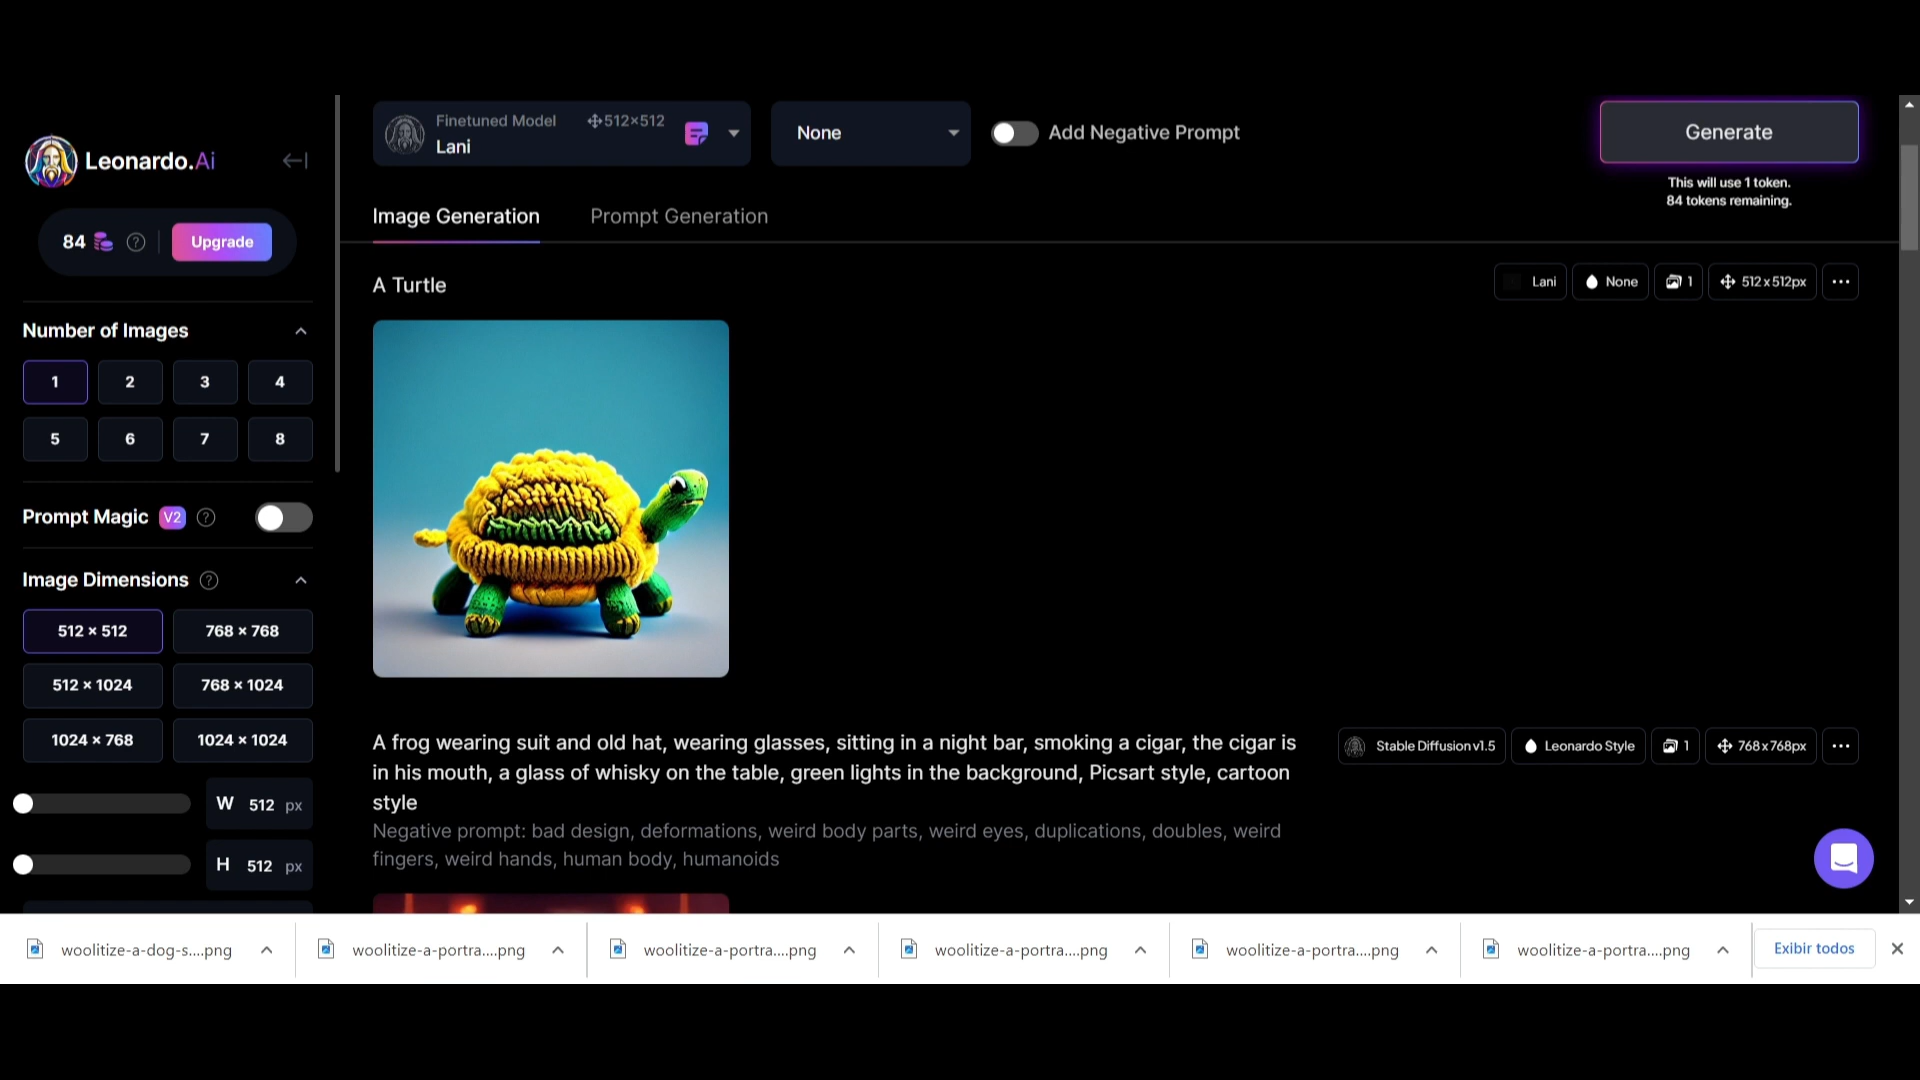 Leonardo.Ai
84
Upgrade
Number of Images
1 2 3 4
5 6 7 8
Prompt Magic V2
Image Dimensions
512 × 512 768 × 768
512 × 1024 768 × 1024
1024 × 768 1024 × 1024
W 512 px
H 512 px
Finetuned Model 512×512
Lani
None
Add Negative Prompt
Generate
This will use 1 token.
84 tokens remaining.
Image Generation Prompt Generation
A Turtle
Lani None 1 512 x 512px
A frog wearing suit and old hat, wearing glasses, sitting in a night bar, smoking a cigar, the cigar is
in his mouth, a glass of whisky on the table, green lights in the background, Picsart style, cartoon
style
Negative prompt: bad design, deformations, weird body parts, weird eyes, duplications, doubles, weird
fingers, weird hands, human body, humanoids
Stable Diffusion v1.5 Leonardo Style 1 768 x 768px
woolitize-a-dog-s....png woolitize-a-portra....png woolitize-a-portra....png woolitize-a-portra....png woolitize-a-portra....png woolitize-a-portra....png Exibir todos